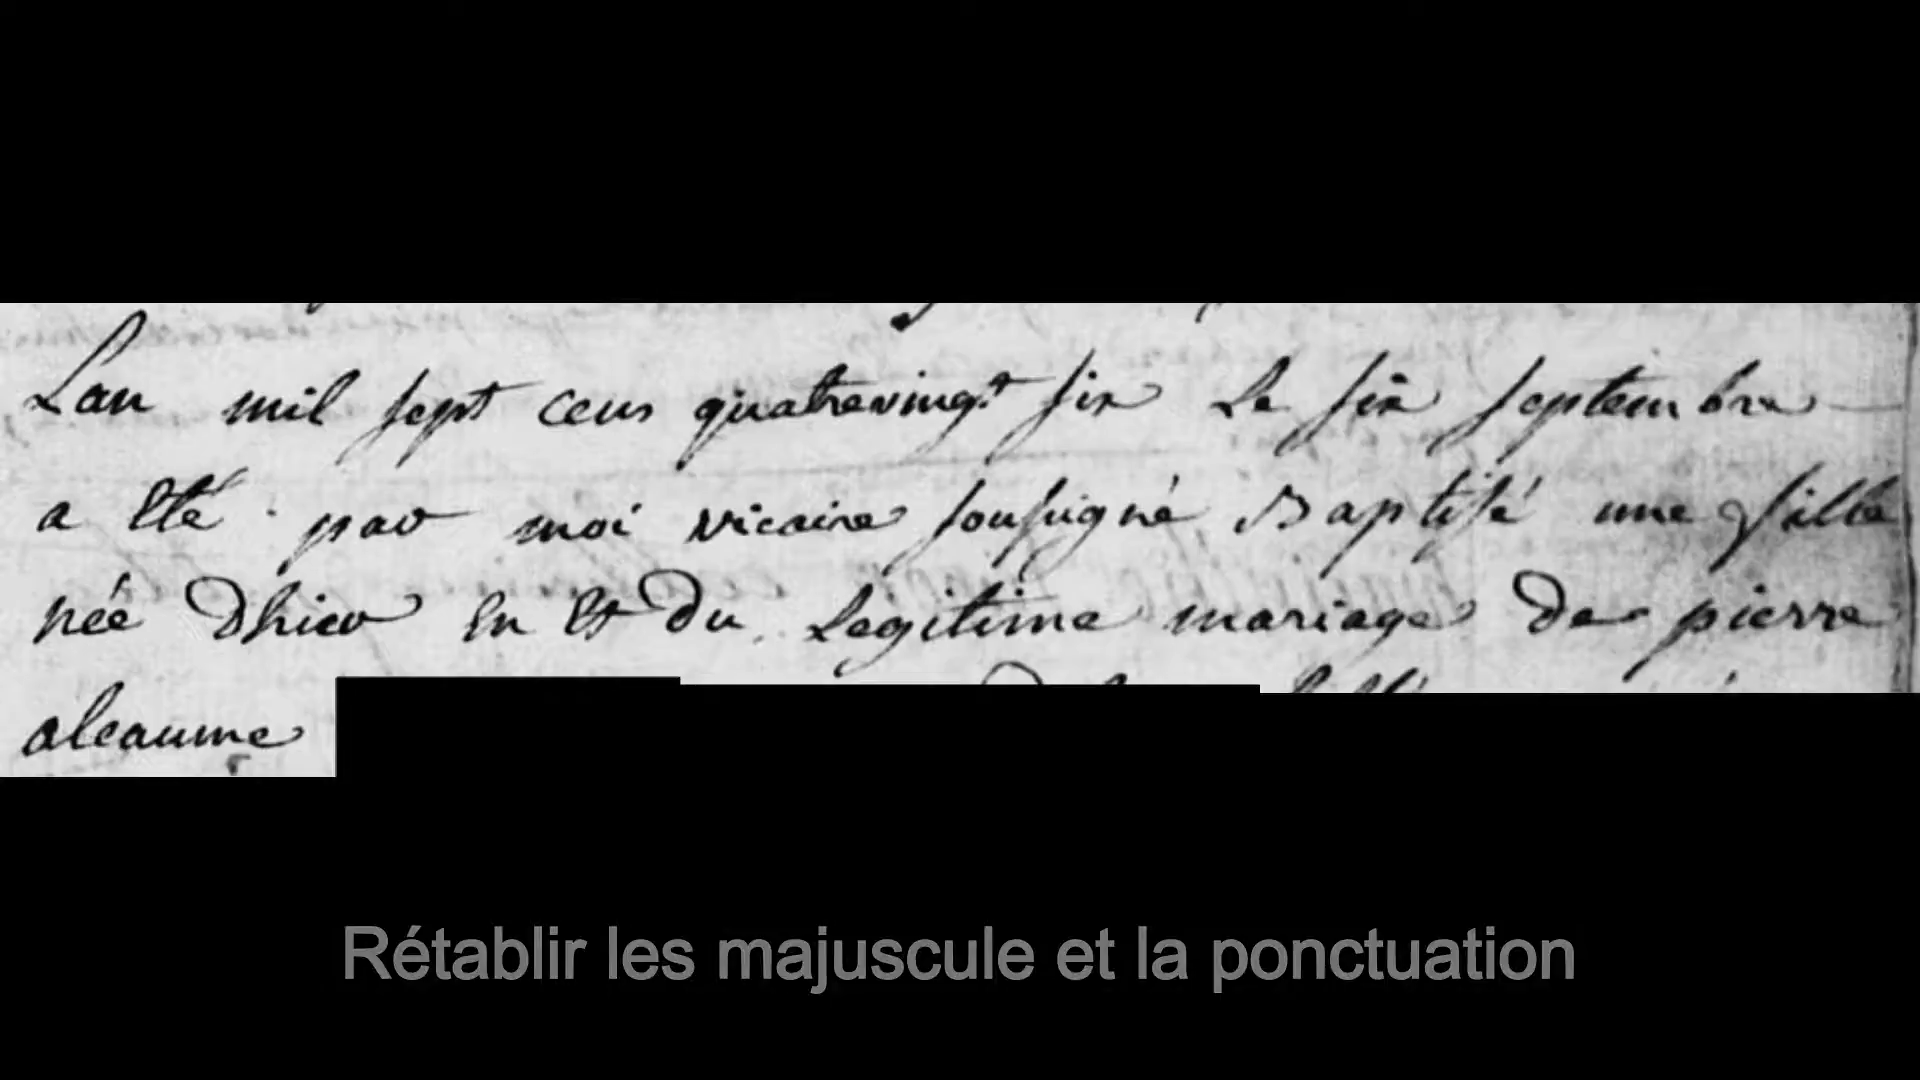 Lan mil sept cens quatrevingt six le six septembre
a été par moi vicaire soussigné Baptisé une fille
née dhier en et du legitime mariage de pierre
aleaume
Rétablir les majuscule et la ponctuation